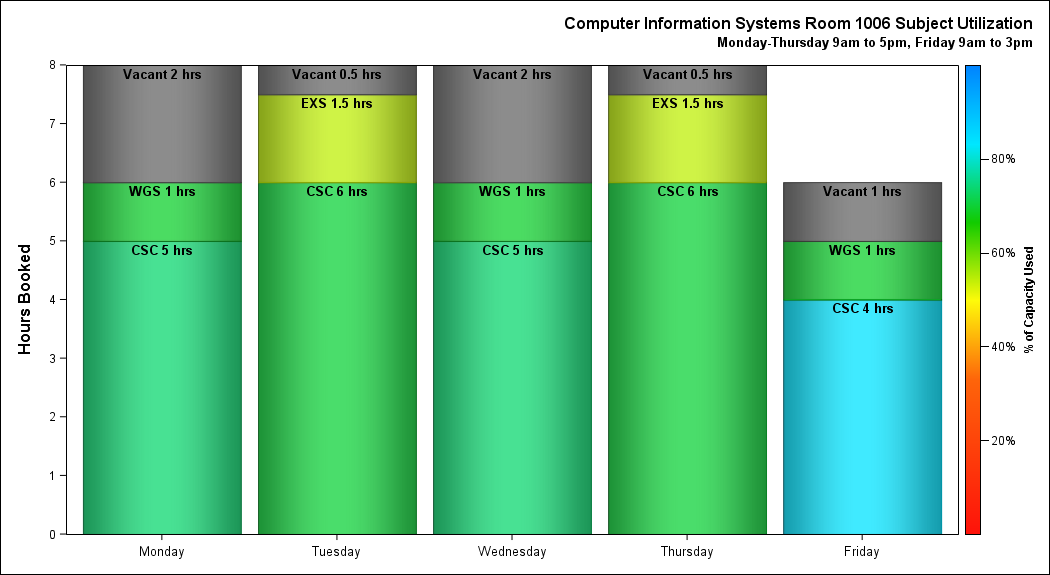 Computer Information Systems Room 1006 Subject Utilization
Monday-Thursday 9am to 5pm, Friday 9am to 3pm
Hours Booked
8
7
6
5
4
3
2
1
0
Vacant 2 hrs
WGS 1 hrs
CSC 5 hrs
Vacant 0.5 hrs
EXS 1.5 hrs
CSC 6 hrs
Vacant 2 hrs
WGS 1 hrs
CSC 5 hrs
Vacant 0.5 hrs
EXS 1.5 hrs
CSC 6 hrs
Vacant 1 hrs
WGS 1 hrs
CSC 4 hrs
Monday
Tuesday
Wednesday
Thursday
Friday
80%
60%
40%
20%
% of Capacity Used